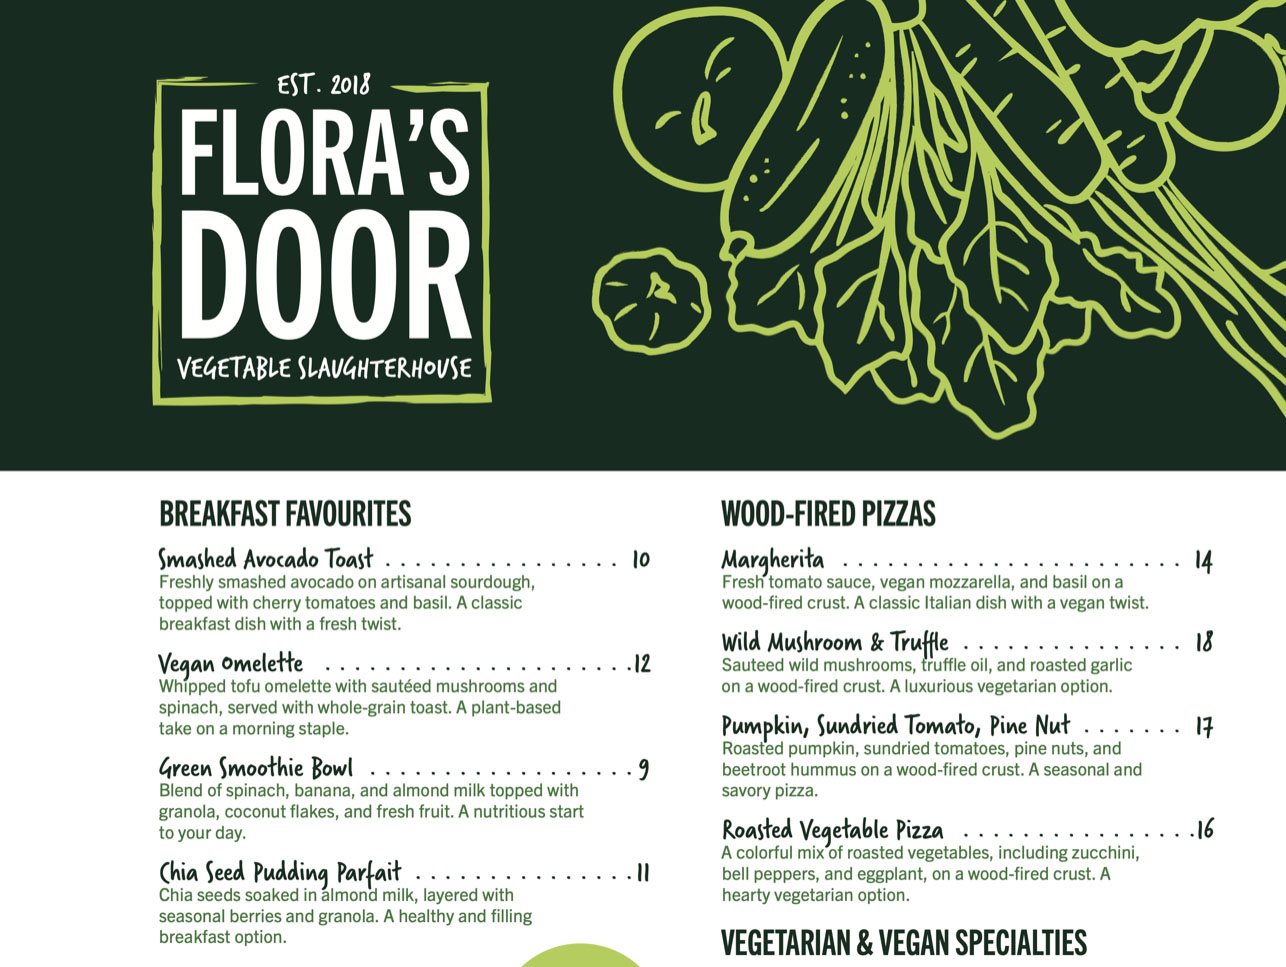 EST. 2018
FLORA'S
DOOR
VEGETABLE SLAUGHTERHOUSE
BREAKFAST FAVOURITES
Smashed Avocado Toast . . . . . . . . . . . . . . . . 10
Freshly smashed avocado on artisanal sourdough,
topped with cherry tomatoes and basil. A classic
breakfast dish with a fresh twist.
Vegan Omelette . . . . . . . . . . . . . . . . . . . . .12
Whipped tofu omelette with sautéed mushrooms and
spinach, served with whole-grain toast. A plant-based
take on a morning staple.
Green Smoothie Bowl . . . . . . . . . . . . . . . . . .9
Blend of spinach, banana, and almond milk topped with
granola, coconut flakes, and fresh fruit. A nutritious start
to your day.
Chia Seed Pudding Parfait . . . . . . . . . . . . . . .11
Chia seeds soaked in almond milk, layered with
seasonal berries and granola. A healthy and filling
breakfast option.
WOOD-FIRED PIZZAS
Margherita . . . . . . . . . . . . . . . . . . . . . . . 14
Fresh tomato sauce, vegan mozzarella, and basil on a
wood-fired crust. A classic Italian dish with a vegan twist.
Wild Mushroom & Truffle . . . . . . . . . . . . . . . 18
Sauteed wild mushrooms, truffle oil, and roasted garlic
on a wood-fired crust. A luxurious vegetarian option.
Pumpkin, Sundried Tomato, Pine Nut . . . . . . . 17
Roasted pumpkin, sundried tomatoes, pine nuts, and
beetroot hummus on a wood-fired crust. A seasonal and
savory pizza.
Roasted Vegetable Pizza . . . . . . . . . . . . . . . .16
A colorful mix of roasted vegetables, including zucchini,
bell peppers, and eggplant, on a wood-fired crust. A
hearty vegetarian option.
VEGETARIAN & VEGAN SPECIALTIES